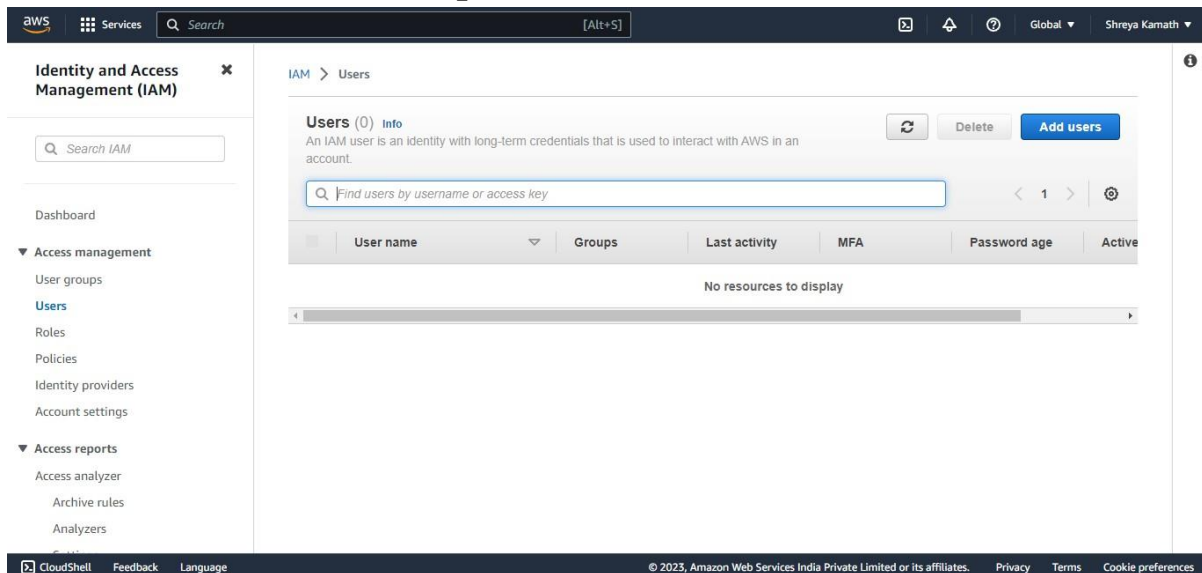 aws Services Search [Alt+S] Global ▼ Shreya Kamath ▼
Identity and Access
Management (IAM)
Search IAM
Dashboard
▼ Access management
User groups
Users
Roles
Policies
Identity providers
Account settings
▼ Access reports
Access analyzer
Archive rules
Analyzers
IAM > Users
Users (0) Info
An IAM user is an identity with long-term credentials that is used to interact with AWS in an
account.
Delete Add users
Find users by username or access key
< 1 >
User name Groups Last activity MFA Password age Active
No resources to display
CloudShell Feedback Language © 2023, Amazon Web Services India Private Limited or its affiliates. Privacy Terms Cookie preferences